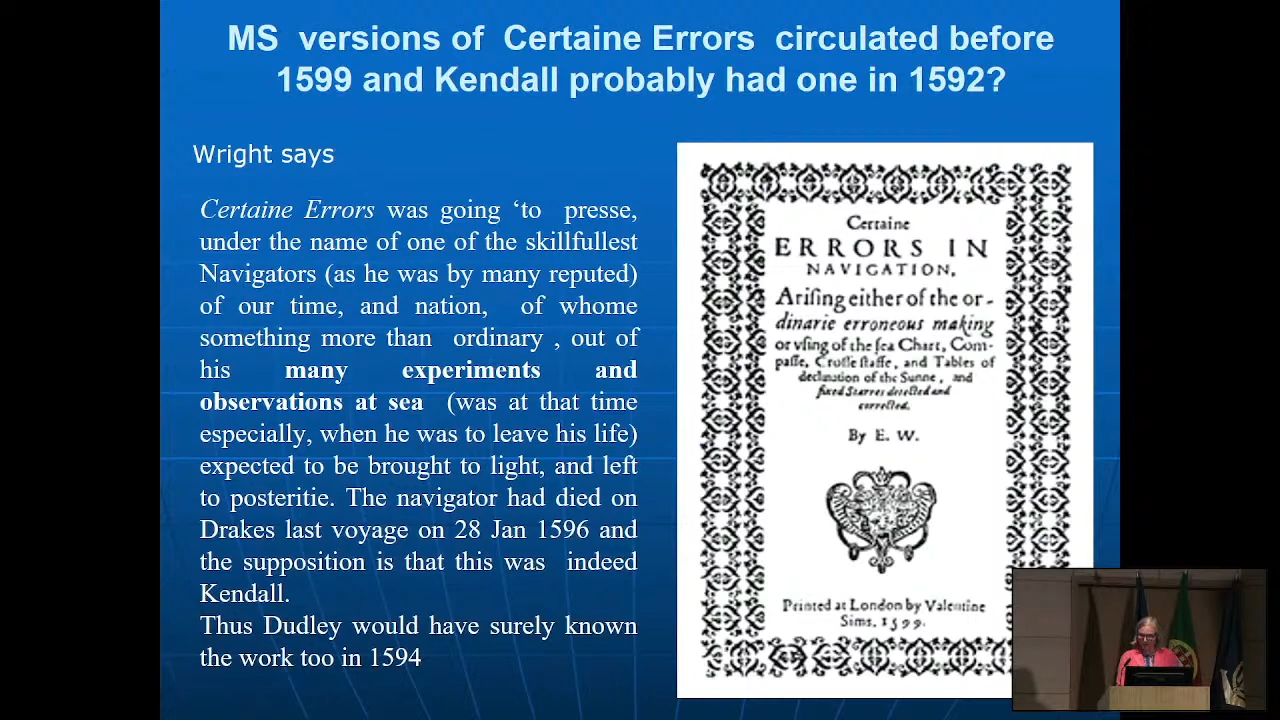 MS versions of Certaine Errors circulated before
1599 and Kendall probably had one in 1592?
Wright says
Certaine Errors was going ‘to presse,
under the name of one of the skillfullest
Navigators (as he was by many reputed)
of our time, and nation, of whome
something more than ordinary , out of
his many experiments and
observations at sea (was at that time
especially, when he was to leave his life)
expected to be brought to light, and left
to posteritie. The navigator had died on
Drakes last voyage on 28 Jan 1596 and
the supposition is that this was indeed
Kendall.
Thus Dudley would have surely known
the work too in 1594
Certaine
ERRORS IN
NAVIGATION,
Ariſing either of the or-
dinarie erroneous making
or vſing of the ſea Chart, Com-
paſſe, Croſſe ſtaffe, and Tables of
declination of the Sunne, and
fixed Starres detected and
corrected.
By E. W.
Printed at London by Valentine
Sims. 1599.